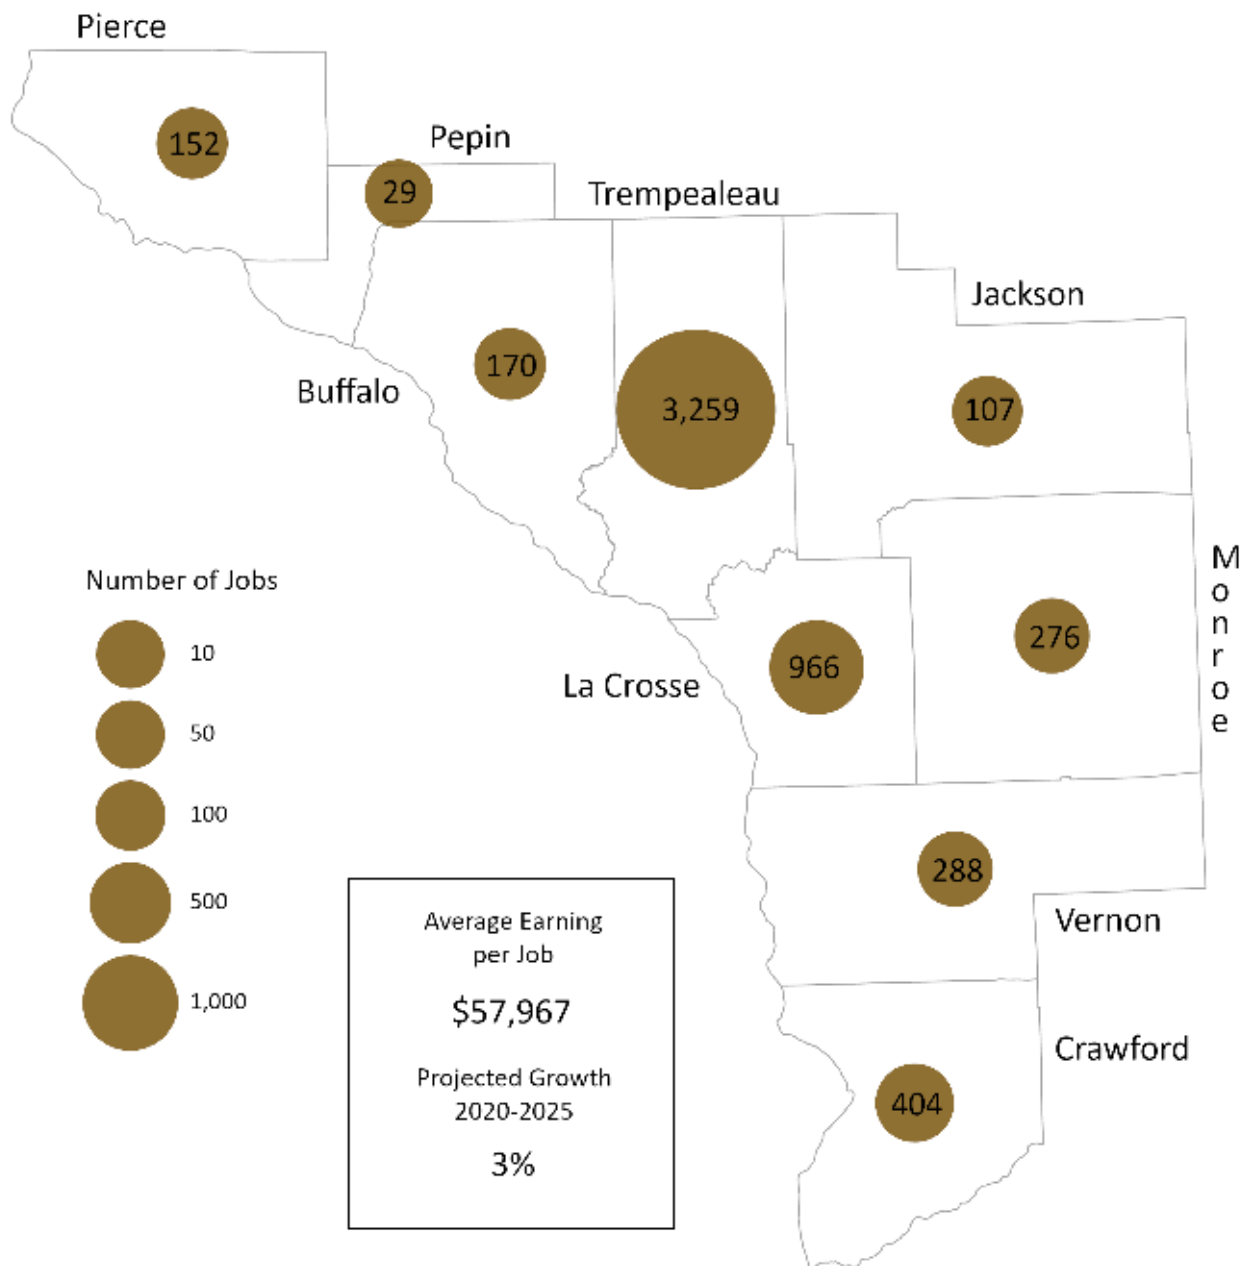 Pierce
152
Pepin
29
Trempealeau
Jackson
170
3,259
107
Buffalo
Number of Jobs
10
50
100
500
1,000
Monroe
276
966
La Crosse
288
Vernon
Average Earning
per Job
$57,967
Projected Growth
2020-2025
3%
Crawford
404